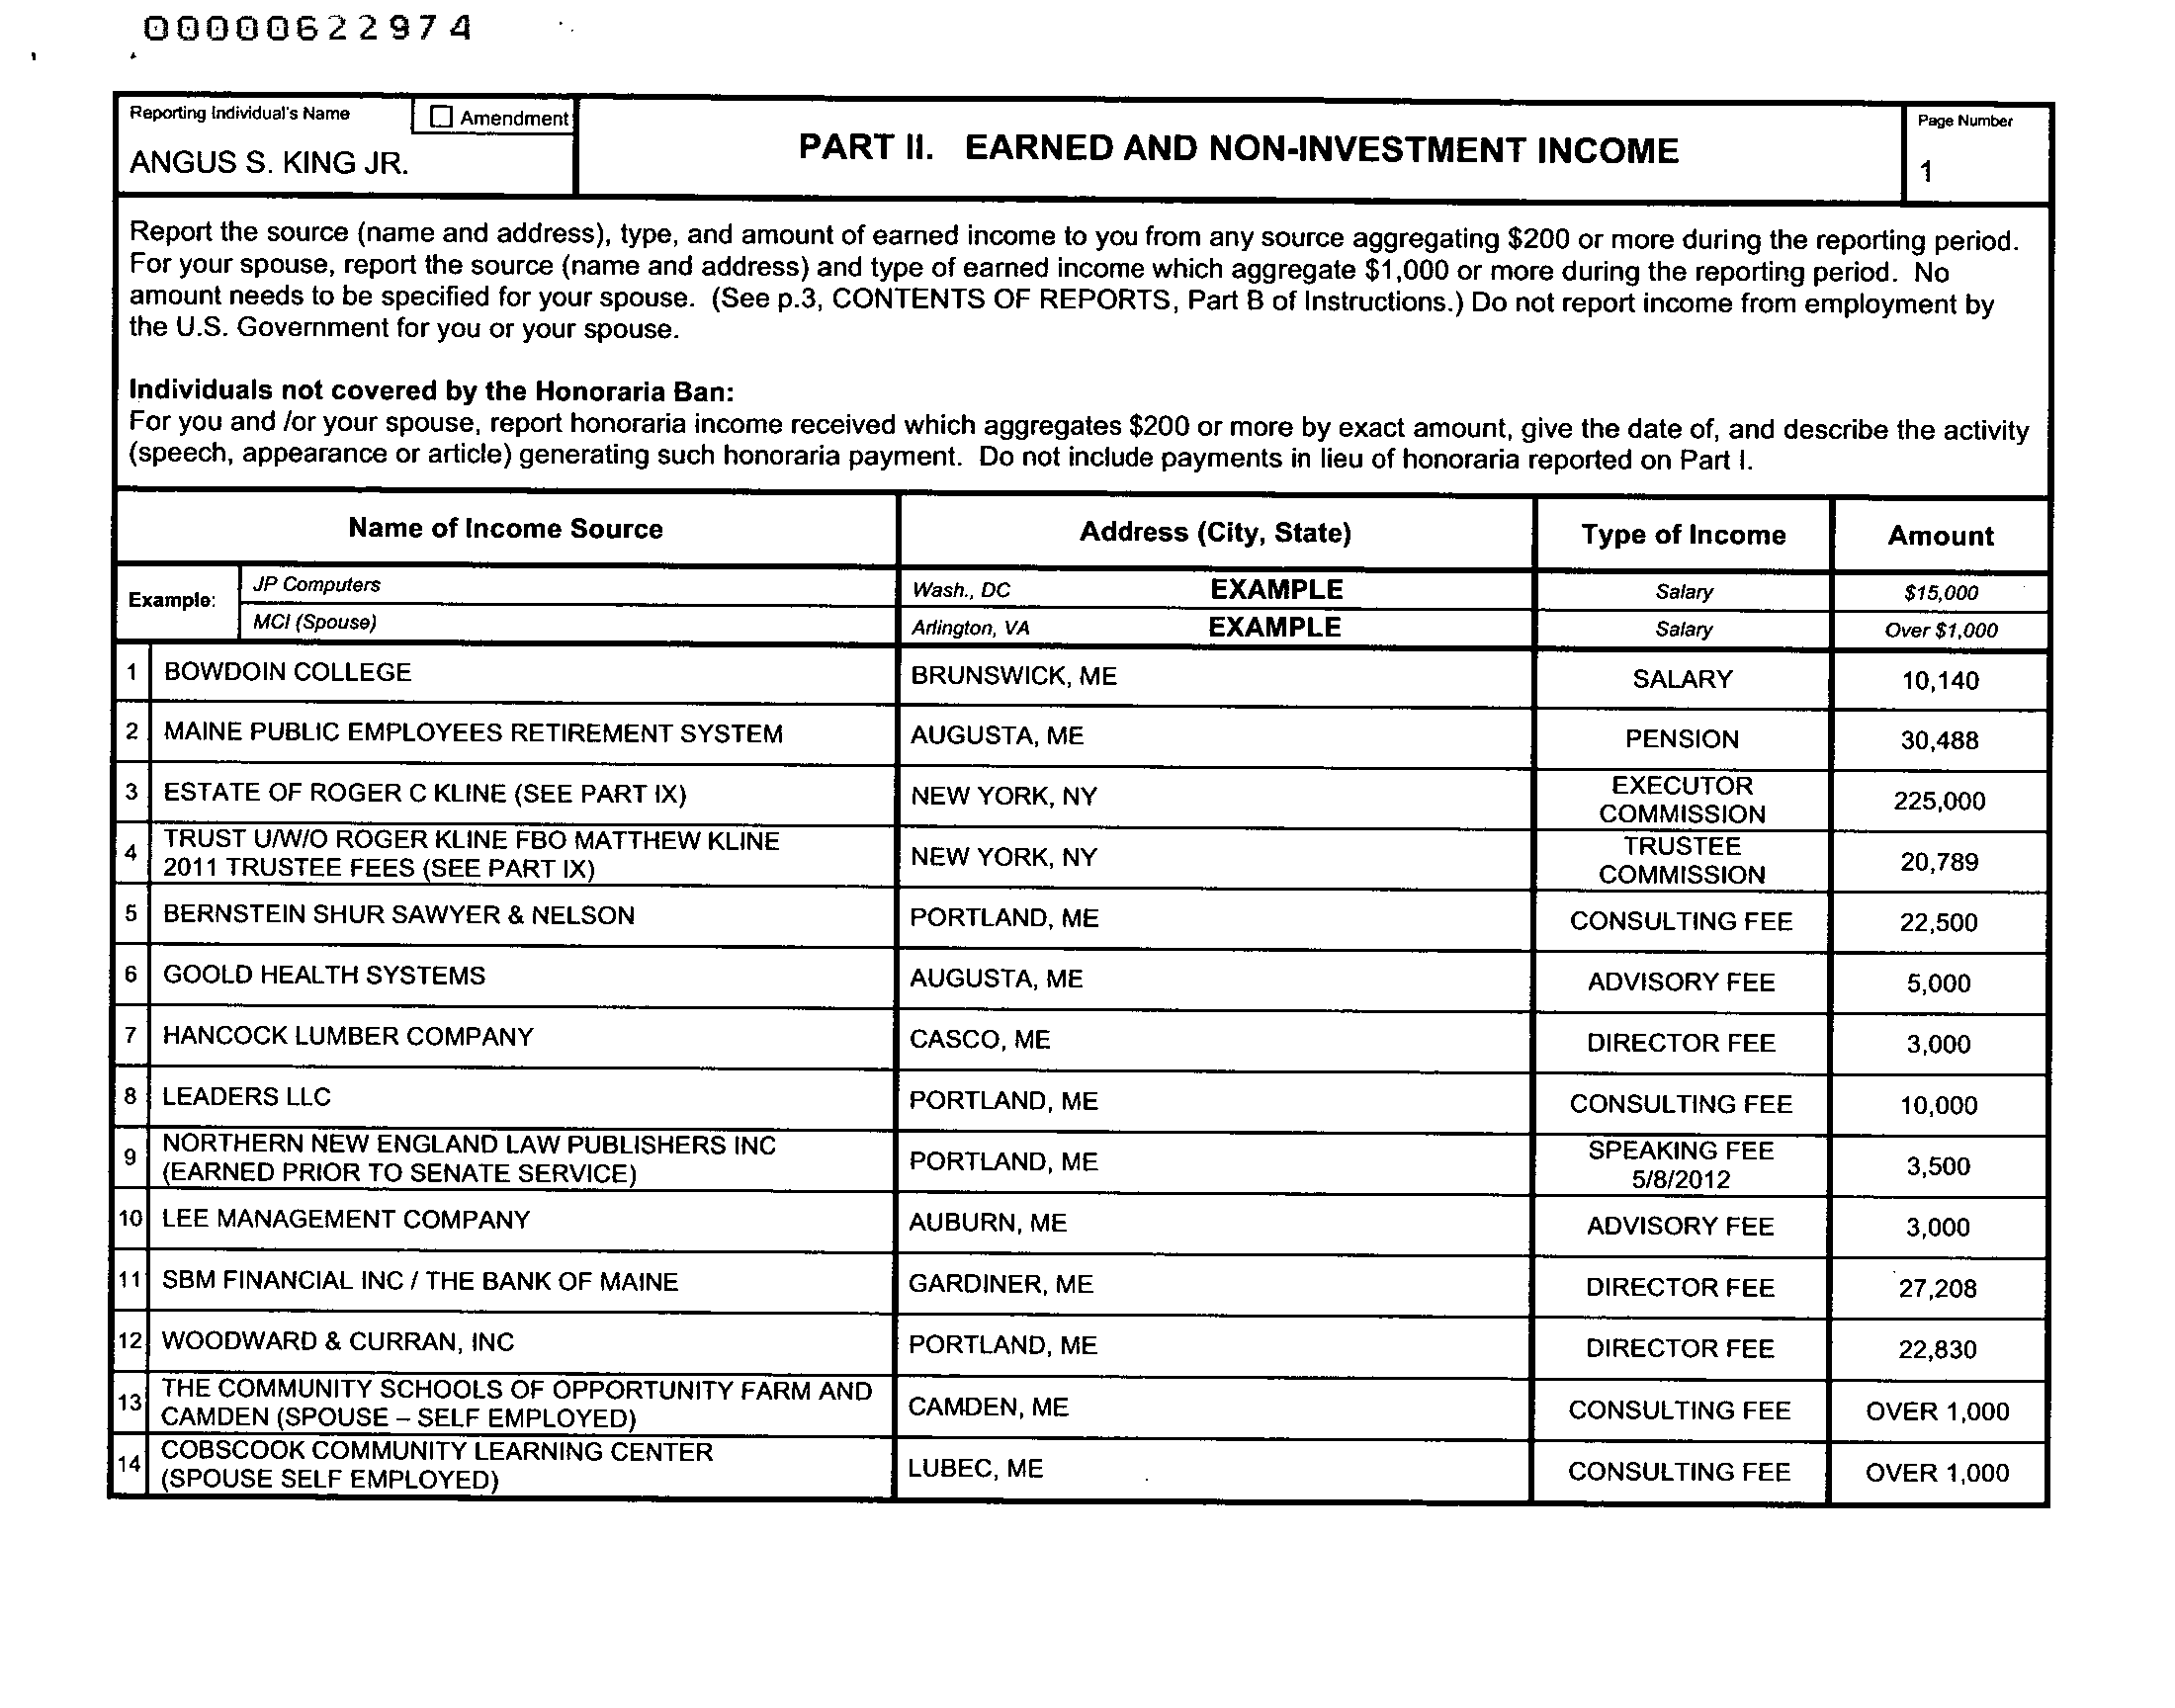 00000622974
Reporting Individual's Name
Amendment
ANGUS S. KING JR.
PART II. EARNED AND NON-INVESTMENT INCOME
Page Number
1
Report the source (name and address), type, and amount of earned income to you from any source aggregating $200 or more during the reporting period.
For your spouse, report the source (name and address) and type of earned income which aggregate $1,000 or more during the reporting period. No
amount needs to be specified for your spouse. (See p.3, CONTENTS OF REPORTS, Part B of Instructions.) Do not report income from employment by
the U.S. Government for you or your spouse.
Individuals not covered by the Honoraria Ban:
For you and /or your spouse, report honoraria income received which aggregates $200 or more by exact amount, give the date of, and describe the activity
(speech, appearance or article) generating such honoraria payment. Do not include payments in lieu of honoraria reported on Part I.
Name of Income Source Address (City, State) Type of Income Amount
Example:
JP Computers Wash., DC EXAMPLE Salary $15,000
MCI (Spouse) Arlington, VA EXAMPLE Salary Over $1,000
1 BOWDOIN COLLEGE BRUNSWICK, ME SALARY 10,140
2 MAINE PUBLIC EMPLOYEES RETIREMENT SYSTEM AUGUSTA, ME PENSION 30,488
3 ESTATE OF ROGER C KLINE (SEE PART IX) NEW YORK, NY EXECUTOR
COMMISSION 225,000
4 TRUST U/W/O ROGER KLINE FBO MATTHEW KLINE
2011 TRUSTEE FEES (SEE PART IX) NEW YORK, NY TRUSTEE
COMMISSION 20,789
5 BERNSTEIN SHUR SAWYER & NELSON PORTLAND, ME CONSULTING FEE 22,500
6 GOOLD HEALTH SYSTEMS AUGUSTA, ME ADVISORY FEE 5,000
7 HANCOCK LUMBER COMPANY CASCO, ME DIRECTOR FEE 3,000
8 LEADERS LLC PORTLAND, ME CONSULTING FEE 10,000
9 NORTHERN NEW ENGLAND LAW PUBLISHERS INC
(EARNED PRIOR TO SENATE SERVICE) PORTLAND, ME SPEAKING FEE
5/8/2012 3,500
10 LEE MANAGEMENT COMPANY AUBURN, ME ADVISORY FEE 3,000
11 SBM FINANCIAL INC / THE BANK OF MAINE GARDINER, ME DIRECTOR FEE 27,208
12 WOODWARD & CURRAN, INC PORTLAND, ME DIRECTOR FEE 22,830
13 THE COMMUNITY SCHOOLS OF OPPORTUNITY FARM AND
CAMDEN (SPOUSE – SELF EMPLOYED) CAMDEN, ME CONSULTING FEE OVER 1,000
14 COBSCOOK COMMUNITY LEARNING CENTER
(SPOUSE SELF EMPLOYED) LUBEC, ME CONSULTING FEE OVER 1,000